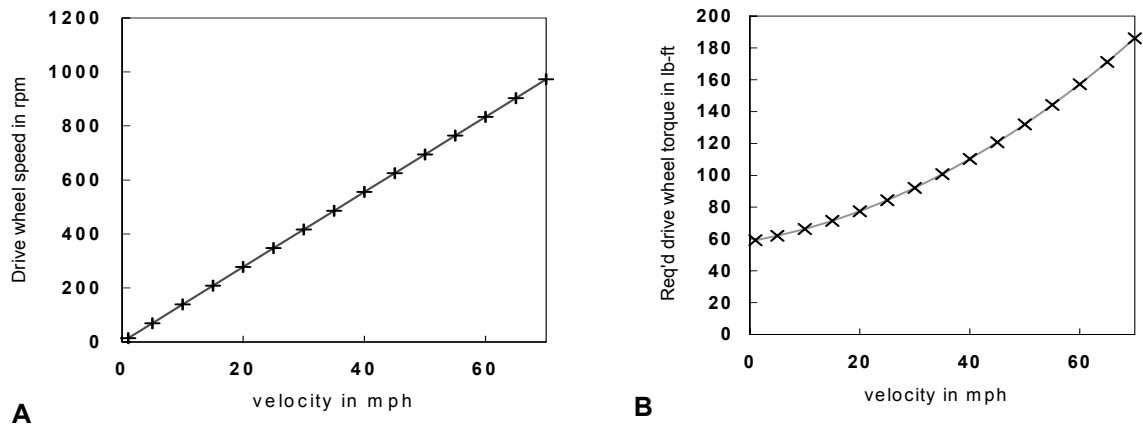 1200
1000
800
600
400
200
0
Drive wheel speed in rpm
0 20 40 60
velocity in mph
A
200
180
160
140
120
100
80
60
40
20
0
Req'd drive wheel torque in lb-ft
0 20 40 60
velocity in mph
B